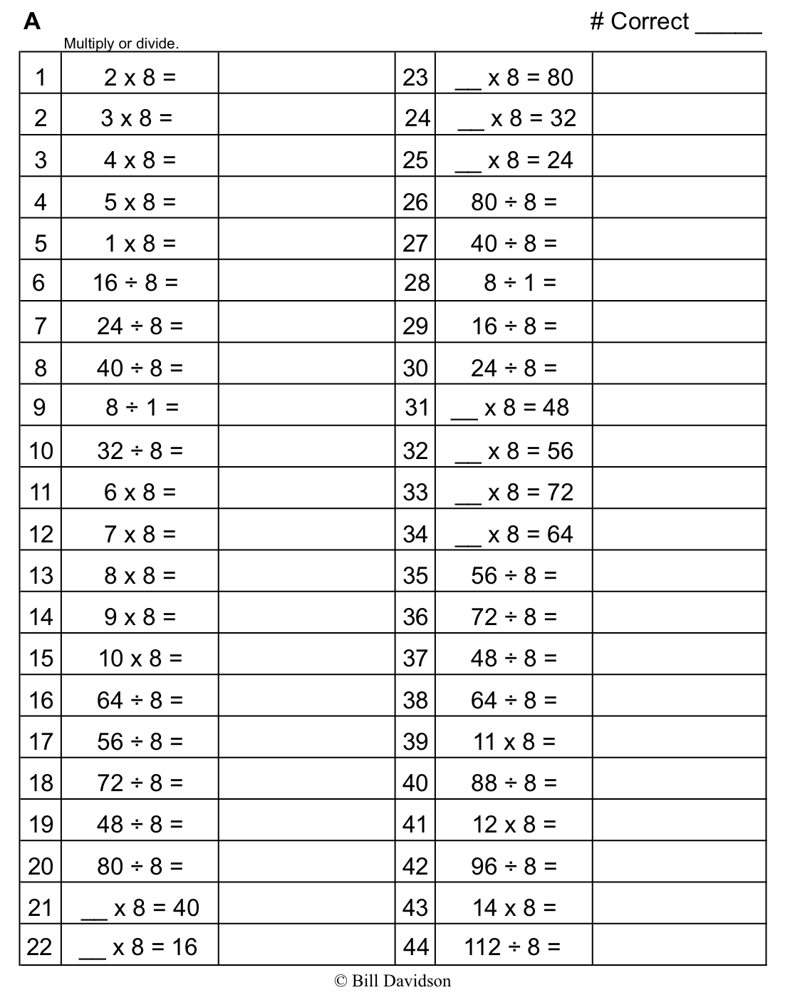 A # Correct _____
Multiply or divide.
1 2 x 8 = 23 __ x 8 = 80
2 3 x 8 = 24 __ x 8 = 32
3 4 x 8 = 25 __ x 8 = 24
4 5 x 8 = 26 80 ÷ 8 =
5 1 x 8 = 27 40 ÷ 8 =
6 16 ÷ 8 = 28 8 ÷ 1 =
7 24 ÷ 8 = 29 16 ÷ 8 =
8 40 ÷ 8 = 30 24 ÷ 8 =
9 8 ÷ 1 = 31 __ x 8 = 48
10 32 ÷ 8 = 32 __ x 8 = 56
11 6 x 8 = 33 __ x 8 = 72
12 7 x 8 = 34 __ x 8 = 64
13 8 x 8 = 35 56 ÷ 8 =
14 9 x 8 = 36 72 ÷ 8 =
15 10 x 8 = 37 48 ÷ 8 =
16 64 ÷ 8 = 38 64 ÷ 8 =
17 56 ÷ 8 = 39 11 x 8 =
18 72 ÷ 8 = 40 88 ÷ 8 =
19 48 ÷ 8 = 41 12 x 8 =
20 80 ÷ 8 = 42 96 ÷ 8 =
21 __ x 8 = 40 43 14 x 8 =
22 __ x 8 = 16 44 112 ÷ 8 =
© Bill Davidson